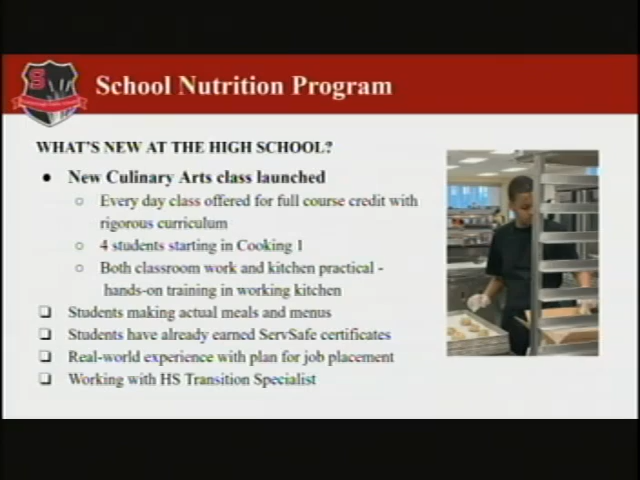 S
School Nutrition Program
WHAT'S NEW AT THE HIGH SCHOOL?
● New Culinary Arts class launched
○ Every day class offered for full course credit with
rigorous curriculum
○ 4 students starting in Cooking 1
○ Both classroom work and kitchen practical -
hands-on training in working kitchen
❑ Students making actual meals and menus
❑ Students have already earned ServSafe certificates
❑ Real-world experience with plan for job placement
❑ Working with HS Transition Specialist